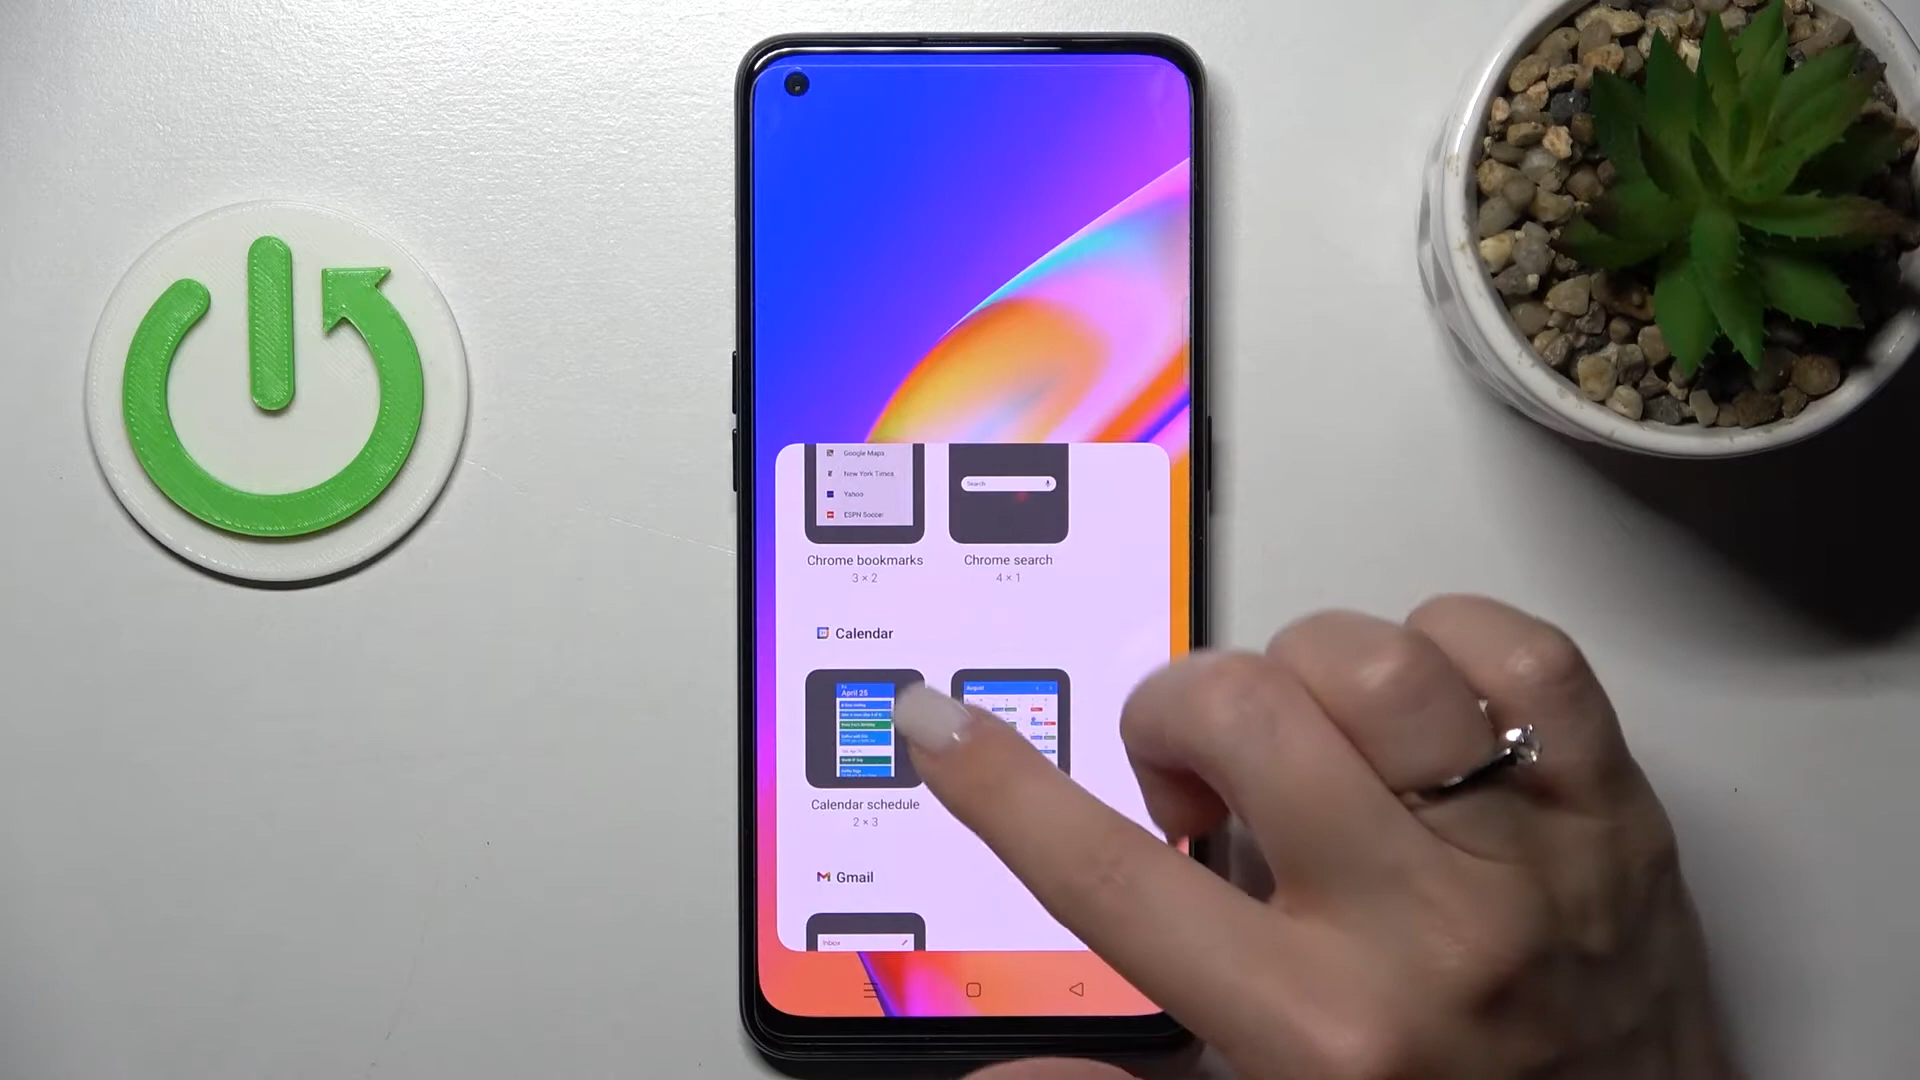 Google Maps
New York Times
Yahoo
ESPN Soccer
Search
Chrome bookmarks
3 × 2
Chrome search
4 × 1
Calendar
April 25
August
Calendar schedule
2 × 3
Gmail
Inbox